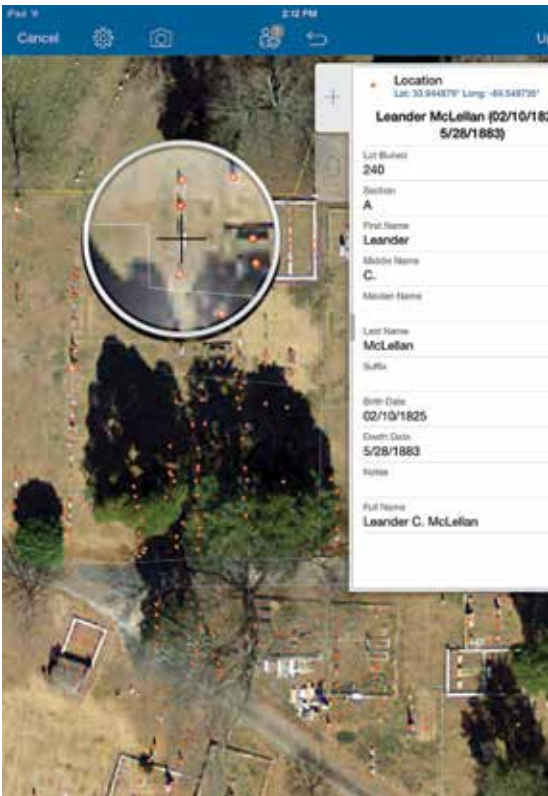 iPad
2:12 PM
Cancel
Location
Lat: 33.944879° Long: -84.549735°
Leander McLellan (02/10/182
5/28/1883)
Lot Buried
240
Section
A
First Name
Leander
Middle Name
C.
Maiden Name
Last Name
McLellan
Suffix
Birth Date
02/10/1825
Death Date
5/28/1883
Notes
Full Name
Leander C. McLellan